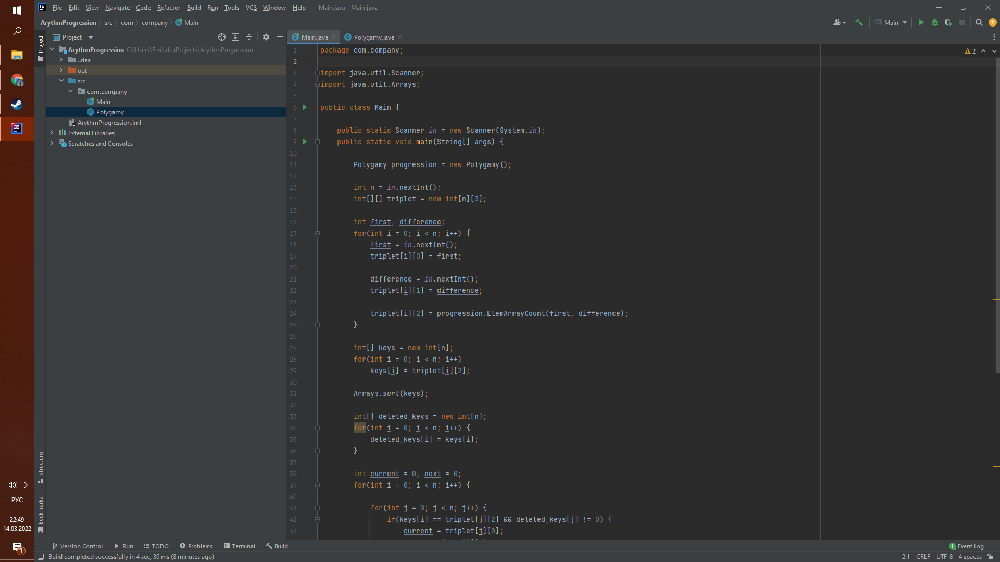 File Edit View Navigate Code Refactor Build Run Tools VCS Window Help Main.java - Main.java
ArythmProgression src com company Main
Main
Project
Main.java
Polygamy.java
Project
ArythmProgression C:\Users\Erч\IdeaProjects\ArythmProgression
.idea
out
src
com.company
Main
Polygamy
ArythmProgression.iml
External Libraries
Scratches and Consoles
2
1 package com.company;
2
3 import java.util.Scanner;
4 import java.util.Arrays;
5
6 public class Main {
7
8 public static Scanner in = new Scanner(System.in);
9 public static void main(String[] args) {
10
11 Polygamy progression = new Polygamy();
12
13 int n = in.nextInt();
14 int[][] triplet = new int[n][3];
15
16 int first, difference;
17 for(int i = 0; i < n; i++) {
18 first = in.nextInt();
19 triplet[i][0] = first;
20
21 difference = in.nextInt();
22 triplet[i][1] = difference;
23
24 triplet[i][2] = progression.ElemArrayCount(first, difference);
25 }
26
27 int[] keys = new int[n];
28 for(int i = 0; i < n; i++)
29 keys[i] = triplet[i][2];
30
31 Arrays.sort(keys);
32
33 int[] deleted_keys = new int[n];
34 for(int i = 0; i < n; i++) {
35 deleted_keys[i] = keys[i];
36 }
37
38 int current = 0, next = 0;
39 for(int i = 0; i < n; i++) {
40
41 for(int j = 0; j < n; j++) {
42 if(keys[i] == triplet[j][2] && deleted_keys[j] != 0) {
43 current = triplet[j][0];
Structure
Bookmarks
РУС
22:49
14.03.2022
1
Version Control Run TODO Problems Terminal Build
1 Event Log
Build completed successfully in 4 sec, 30 ms (8 minutes ago)
2:1 CRLF UTF-8 4 spaces